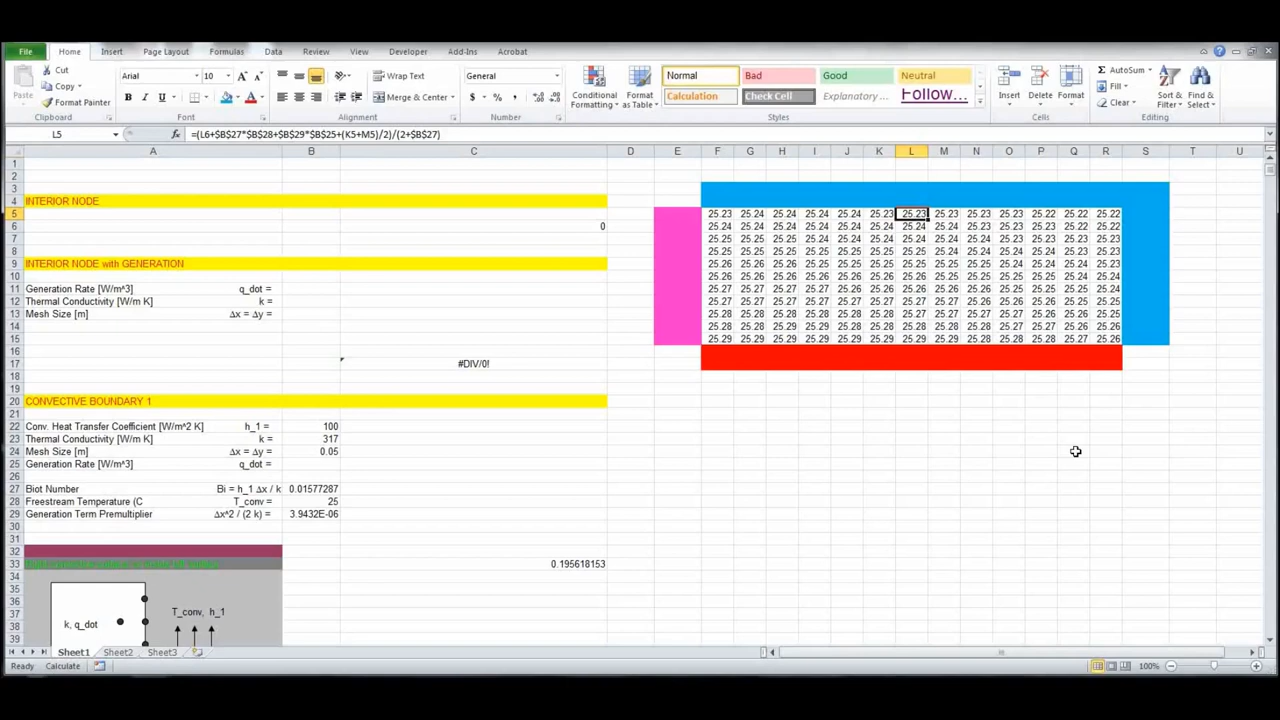 File Home Insert Page Layout Formulas Data Review View Developer Add-Ins Acrobat
Paste
Cut
Copy
Format Painter
Clipboard
Arial 10
B I U
Font
Wrap Text
Merge & Center
Alignment
General
$ % ,
Number
Conditional Formatting
Format as Table
Normal Bad Good Neutral
Calculation Check Cell Explanatory ... Follow...
Styles
Insert Delete Format
Cells
AutoSum
Fill
Clear
Sort & Filter
Find & Select
Editing
L5 fx =(L6+$B$27*$B$28+$B$29*$B$25+(K5+M5)/2)/(2+$B$27)
A B C D E F G H I J K L M N O P Q R S T U
1
2
3
4 INTERIOR NODE
5 25.23 25.24 25.24 25.24 25.24 25.23 25.23 25.23 25.23 25.23 25.22 25.22 25.22
6 0 25.24 25.24 25.24 25.24 25.24 25.24 25.24 25.24 25.23 25.23 25.23 25.22 25.22
7 25.25 25.25 25.24 25.24 25.24 25.24 25.24 25.24 25.24 25.24 25.23 25.23 25.23
8 25.25 25.25 25.25 25.25 25.25 25.25 25.25 25.25 25.24 25.24 25.24 25.24 25.23
9 INTERIOR NODE with GENERATION 25.26 25.26 25.26 25.26 25.25 25.25 25.25 25.25 25.25 25.24 25.24 25.24 25.23
10 25.26 25.26 25.26 25.26 25.26 25.26 25.26 25.25 25.25 25.25 25.25 25.24 25.24
11 Generation Rate [W/m^3] q_dot = 25.27 25.27 25.26 25.26 25.26 25.26 25.26 25.26 25.26 25.26 25.25 25.25 25.24
12 Thermal Conductivity [W/m K] k = 25.27 25.27 25.27 25.27 25.27 25.27 25.27 25.26 25.26 25.26 25.26 25.25 25.25
13 Mesh Size [m] Δx = Δy = 25.28 25.28 25.28 25.28 25.28 25.27 25.27 25.27 25.27 25.27 25.26 25.26 25.25
14 25.28 25.28 25.28 25.28 25.28 25.28 25.28 25.28 25.28 25.27 25.27 25.26 25.26
15 25.29 25.29 25.29 25.29 25.29 25.29 25.29 25.28 25.28 25.28 25.28 25.27 25.26
16
17 #DIV/0!
18
19
20 CONVECTIVE BOUNDARY 1
21
22 Conv. Heat Transfer Coefficient [W/m^2 K] h_1 = 100
23 Thermal Conductivity [W/m K] k = 317
24 Mesh Size [m] Δx = Δy = 0.05
25 Generation Rate [W/m^3] q_dot =
26
27 Biot Number Bi = h_1 Δx / k 0.01577287
28 Freestream Temperature (C T_conv = 25
29 Generation Term Premultiplier Δx^2 / (2 k) = 3.9432E-06
30
31
32
33 0.195618153
34
35
36
37 T_conv, h_1
38 k, q_dot
39
Sheet1 Sheet2 Sheet3
Ready Calculate 100%